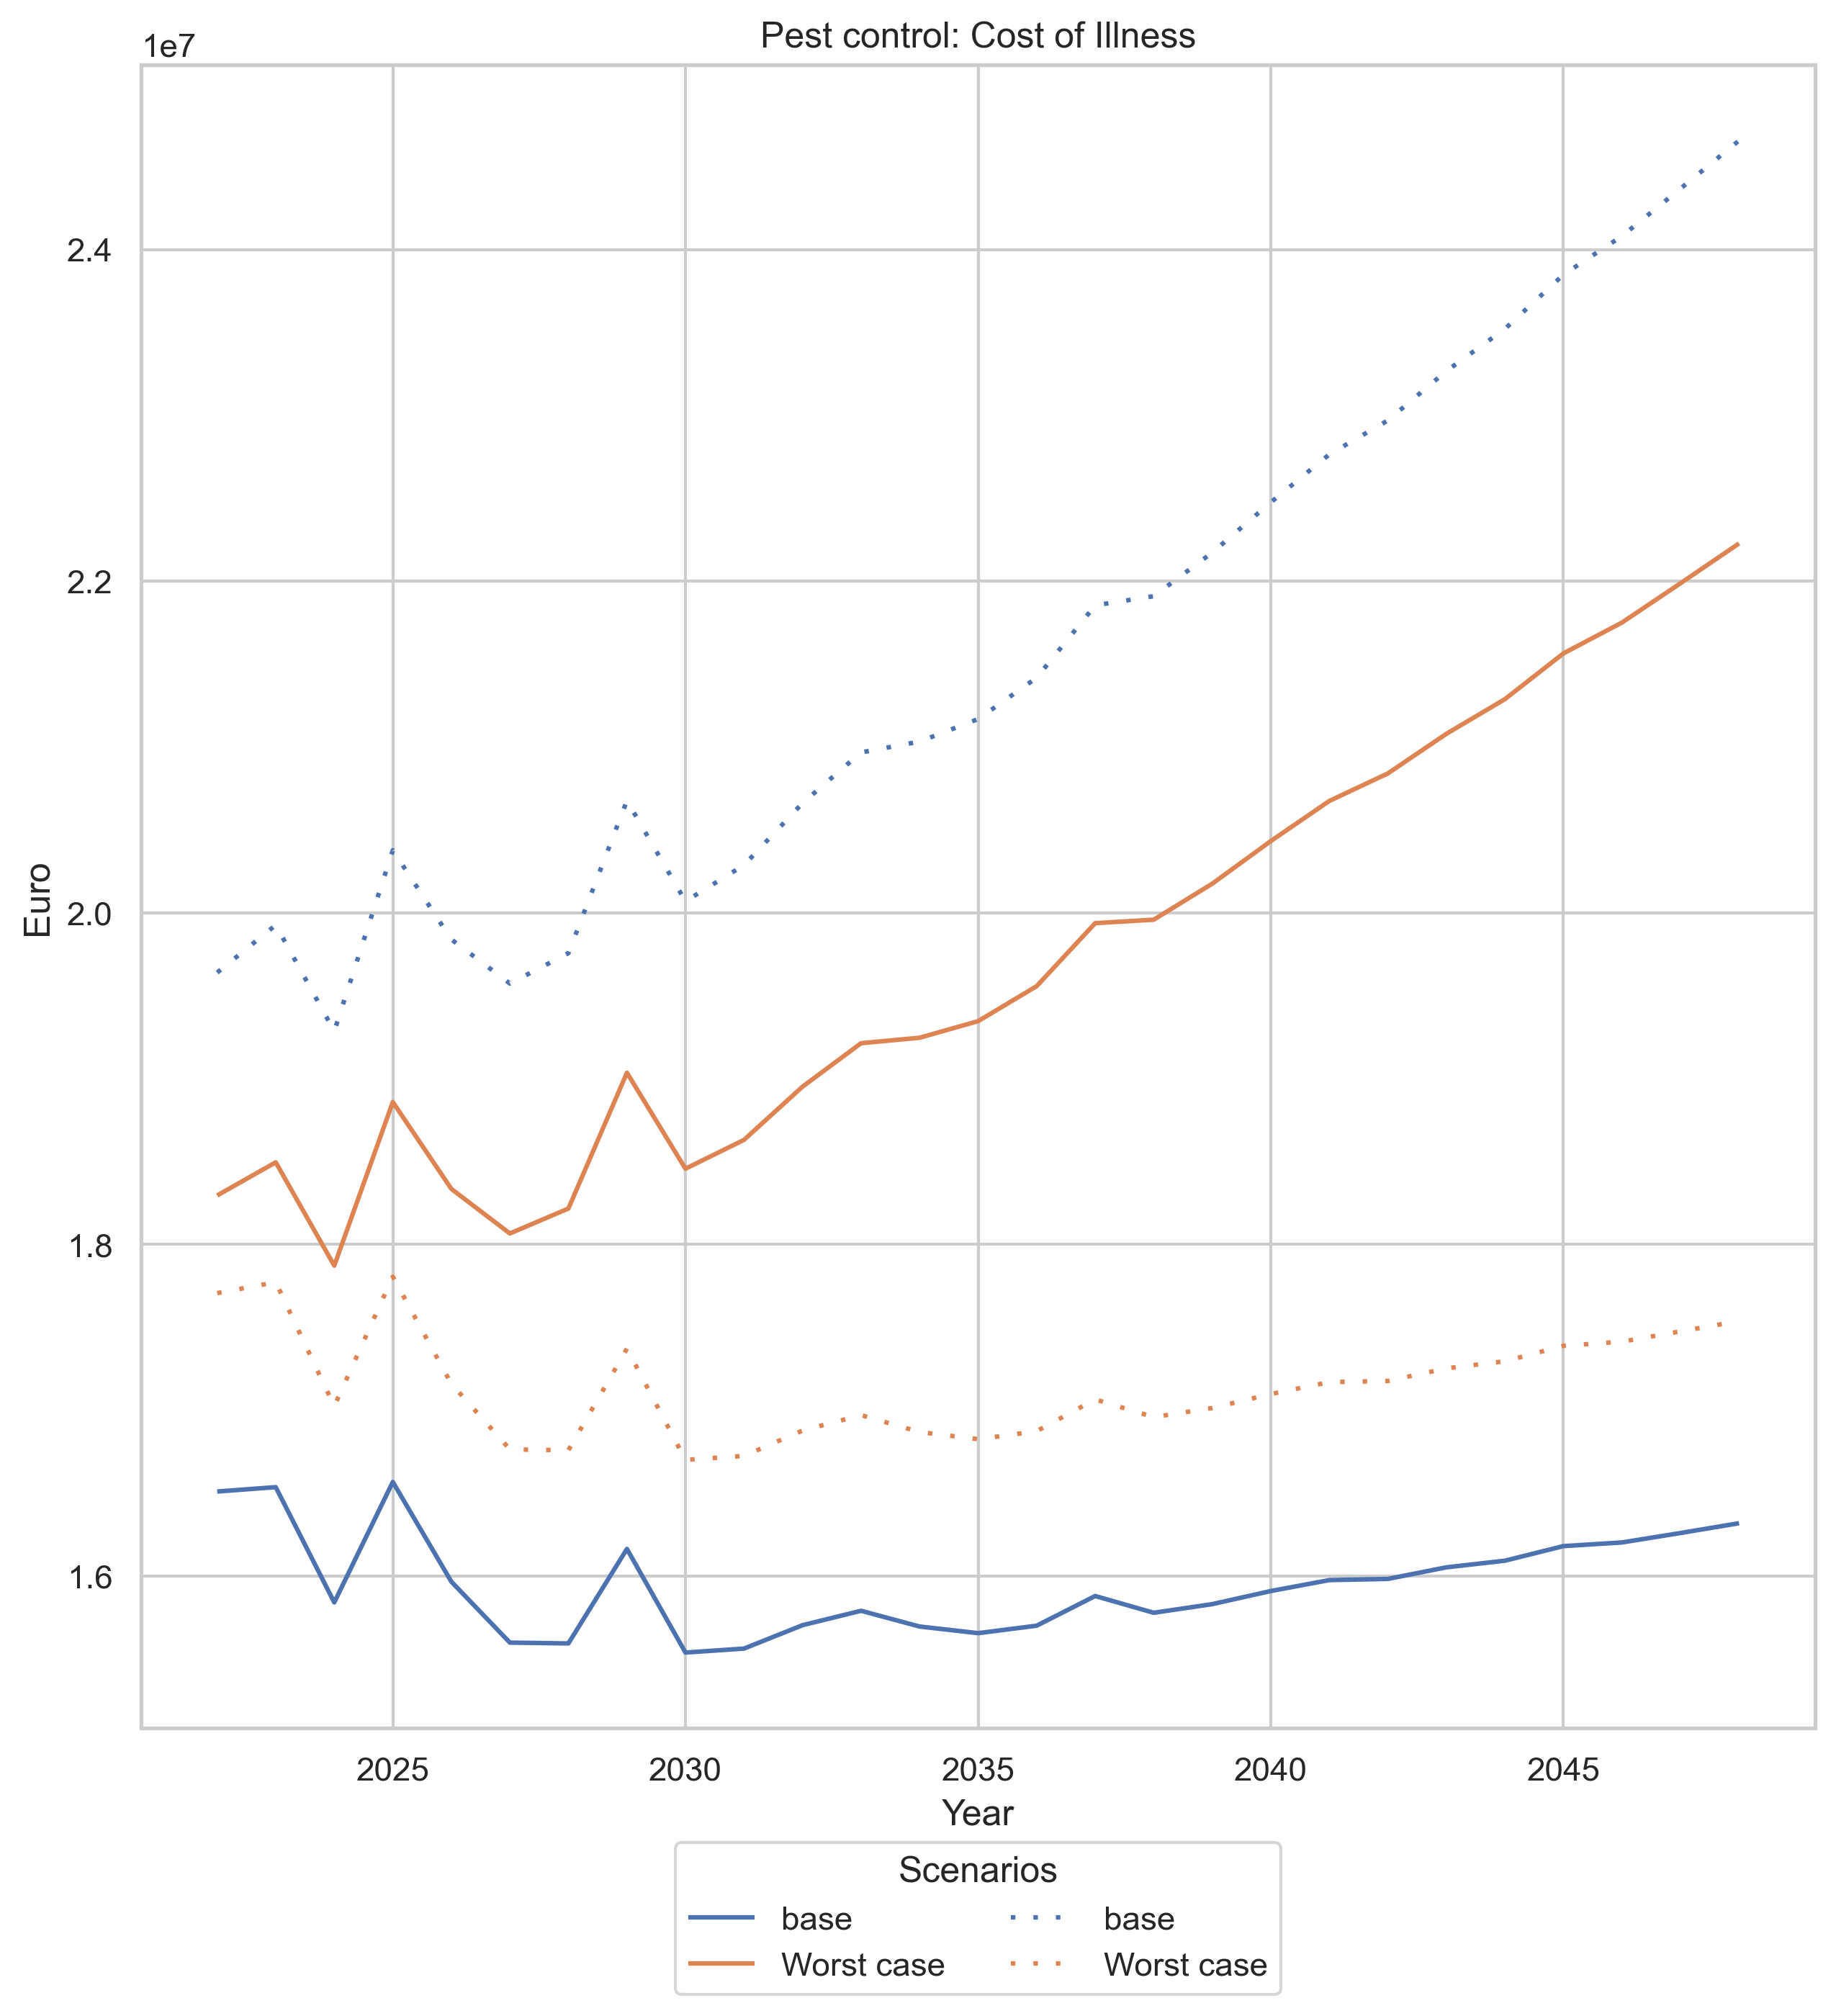 Pest control: Cost of Illness
1e7
2.4
2.2
2.0
1.8
1.6
Euro
2025 2030 2035 2040 2045
Year
Scenarios
base base
Worst case Worst case